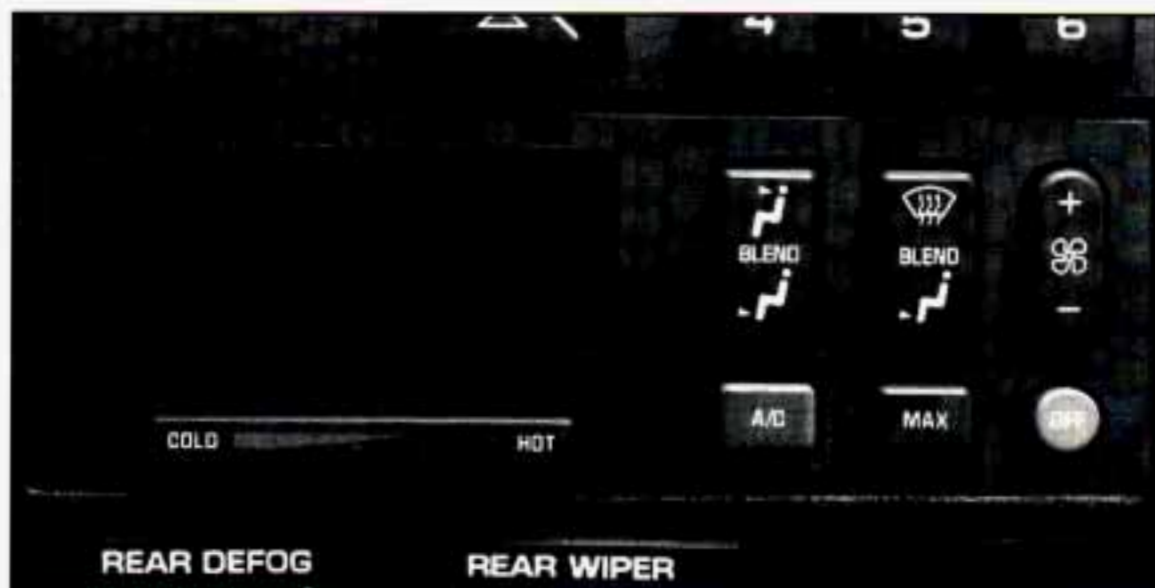 4 5 6
BLEND BLEND
+
-
A/C MAX OFF
COLD HOT
REAR DEFOG REAR WIPER